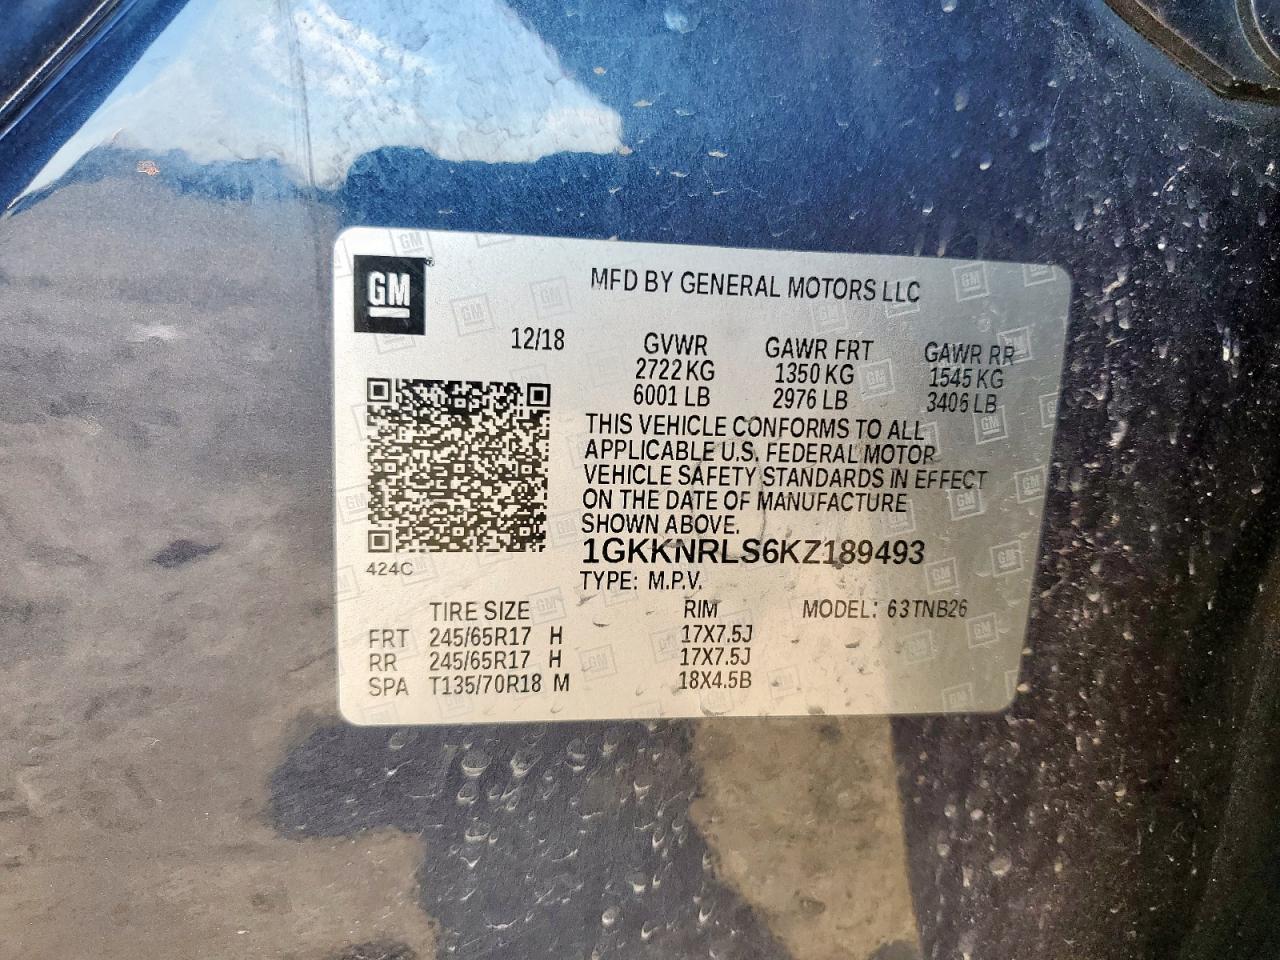 GM
MFD BY GENERAL MOTORS LLC
12/18 GVWR GAWR FRT GAWR RR
2722 KG 1350 KG 1545 KG
6001 LB 2976 LB 3406 LB
THIS VEHICLE CONFORMS TO ALL
APPLICABLE U.S. FEDERAL MOTOR
VEHICLE SAFETY STANDARDS IN EFFECT
ON THE DATE OF MANUFACTURE
SHOWN ABOVE.
1GKKNRLS6KZ189493
424C
TYPE: M.P.V.
TIRE SIZE RIM MODEL: 63TNB26
FRT 245/65R17 H 17X7.5J
RR 245/65R17 H 17X7.5J
SPA T135/70R18 M 18X4.5B